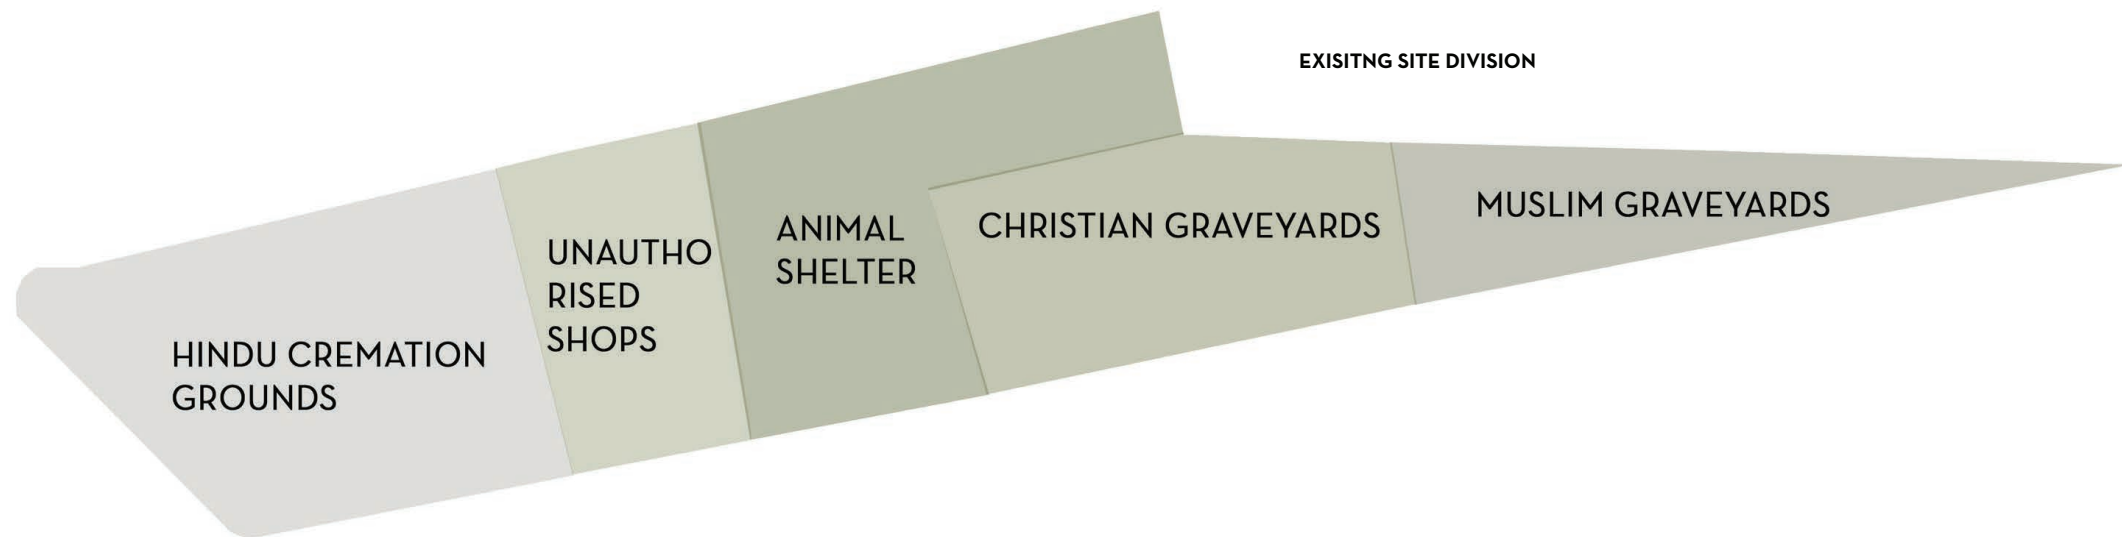 EXISITNG SITE DIVISION
HINDU CREMATION
GROUNDS
UNAUTHO
RISED
SHOPS
ANIMAL
SHELTER
CHRISTIAN GRAVEYARDS
MUSLIM GRAVEYARDS